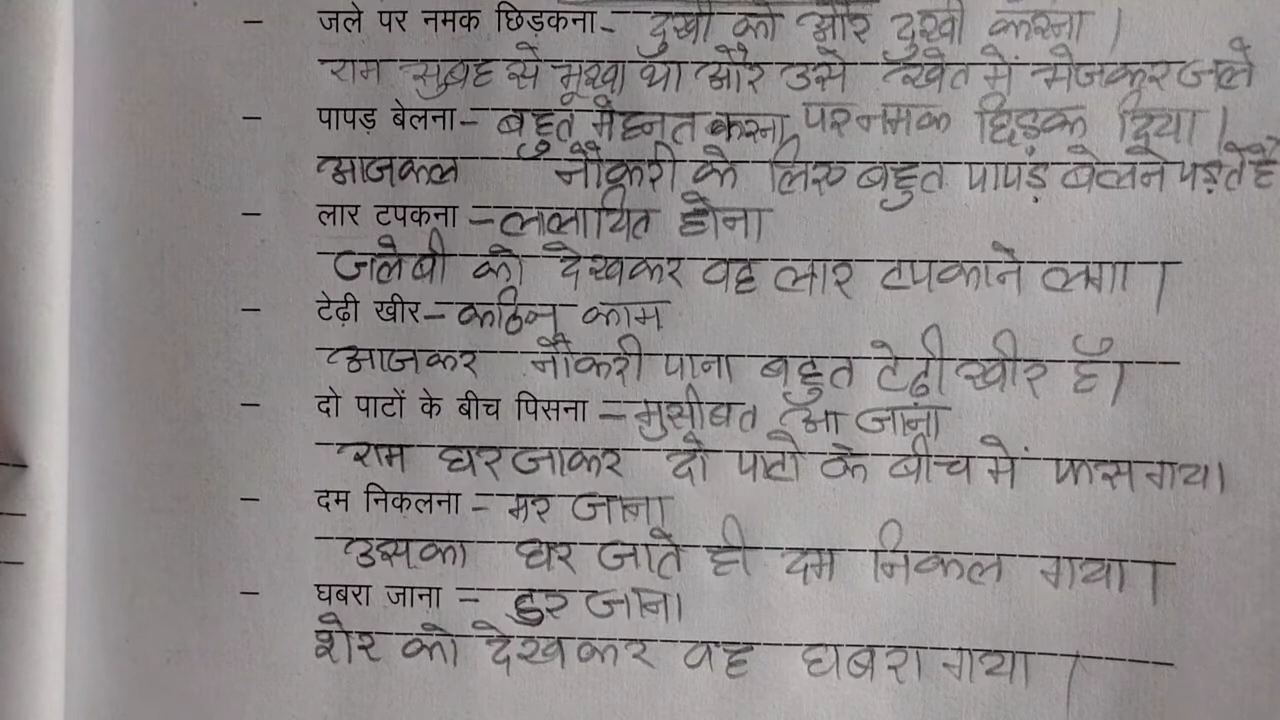 - जले पर नमक छिड़कना- दुखी को और दुखी करना।
राम सुबह से भूखा था और उसे खेत में भेजकर जले
- पापड़ बेलना- बहुत मेहनत करना, पर नमक छिड़क दिया।
आजकल नौकरी के लिए बहुत पापड़ बेलने पड़ते है
- लार टपकना - ललायित होना
जलेबी को देखकर वह लार टपकाने लगा।
- टेढ़ी खीर- कठिन काम
आजकर नौकरी पाना बहुत टेढ़ी खीर हैं।
- दो पाटों के बीच पिसना - मुसीबत आ जाना
राम घर जाकर दो पाटो के बीच में फास गया।
- दम निकलना - मर जाना
उसका घर जाते ही दम निकल गया।
- घबरा जाना - डर जाना
शेर को देखकर वह घबरा गया।